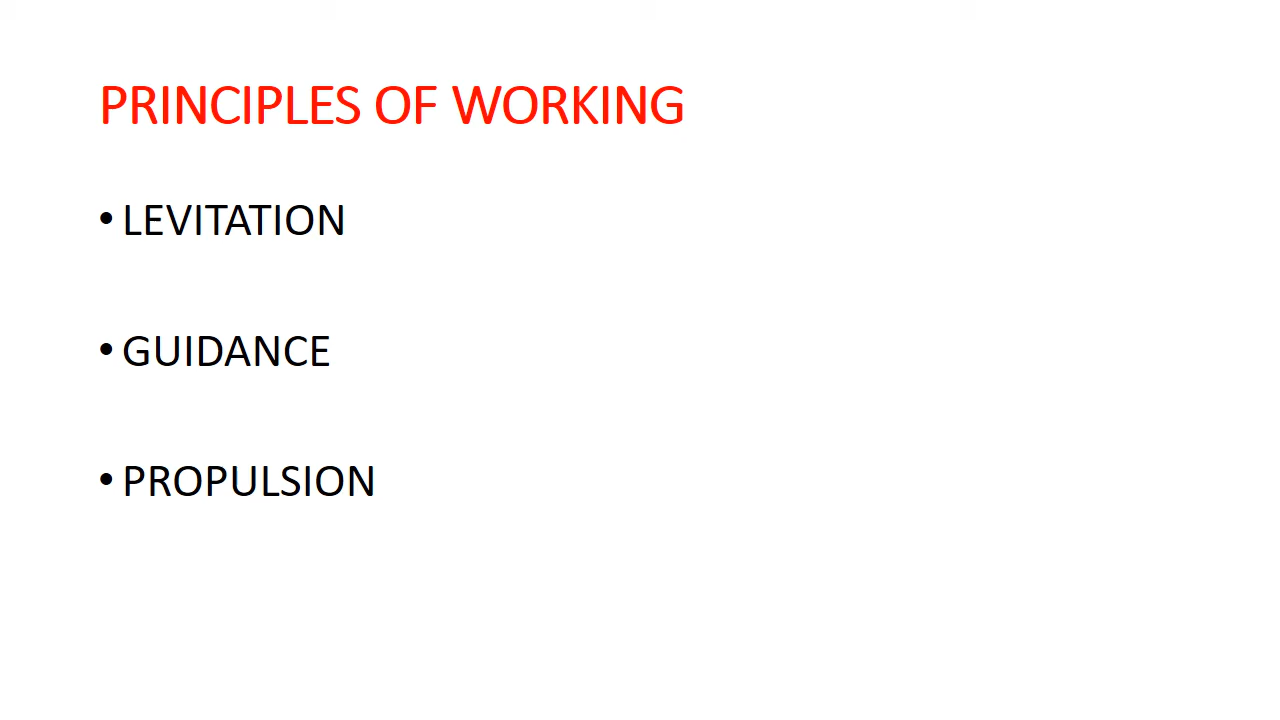 PRINCIPLES OF WORKING
• LEVITATION
• GUIDANCE
• PROPULSION